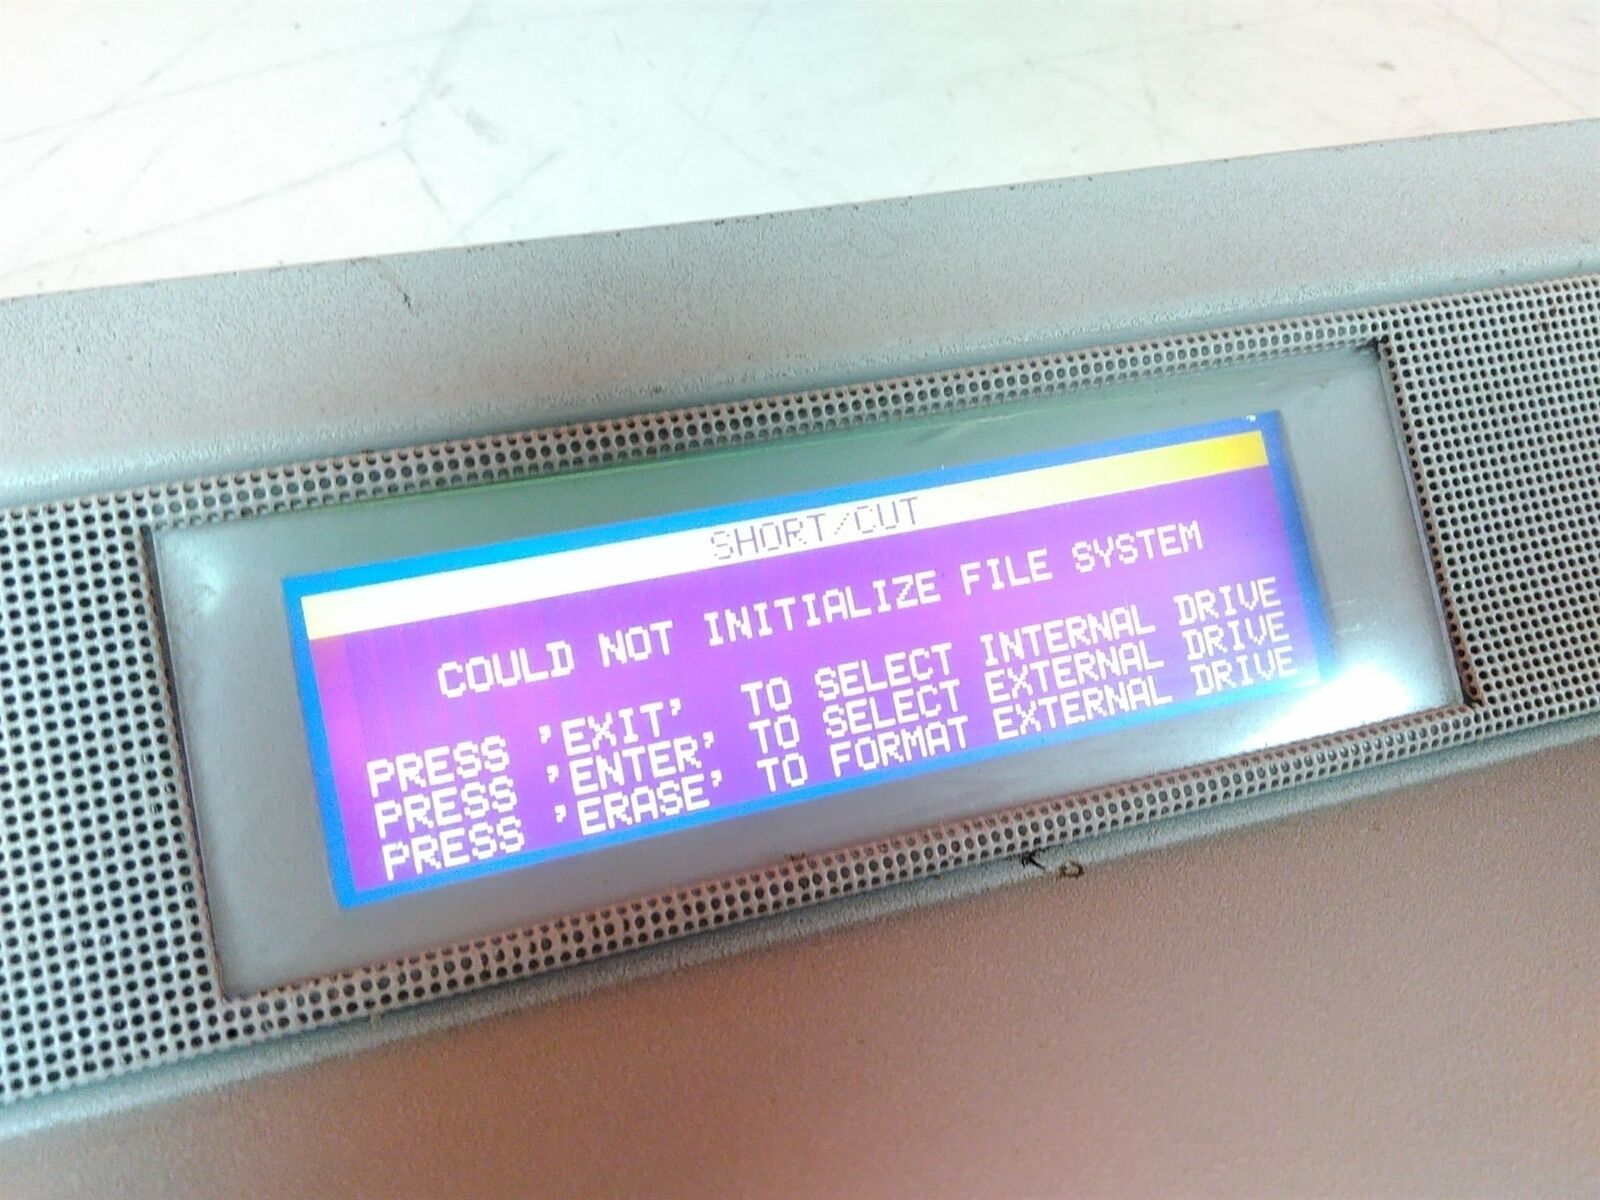 SHORT/CUT
COULD NOT INITIALIZE FILE SYSTEM
PRESS 'EXIT' TO SELECT INTERNAL DRIVE
PRESS 'ENTER' TO SELECT EXTERNAL DRIVE
PRESS 'ERASE' TO FORMAT EXTERNAL DRIVE